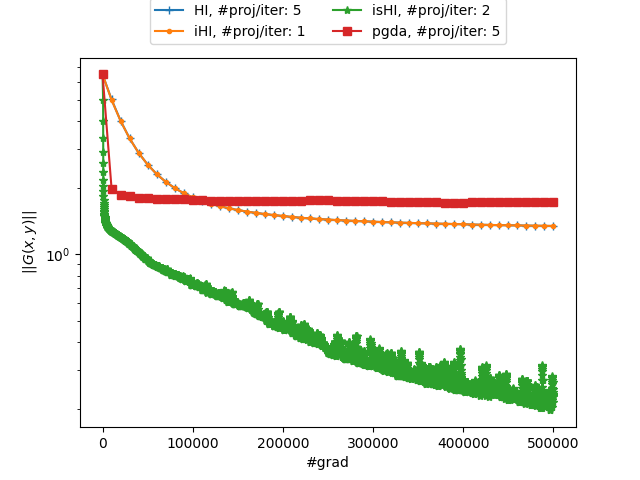 HI, #proj/iter: 5
iHI, #proj/iter: 1
isHI, #proj/iter: 2
pgda, #proj/iter: 5
||G(x, y)||
10⁰
0
100000
200000
300000
400000
500000
#grad